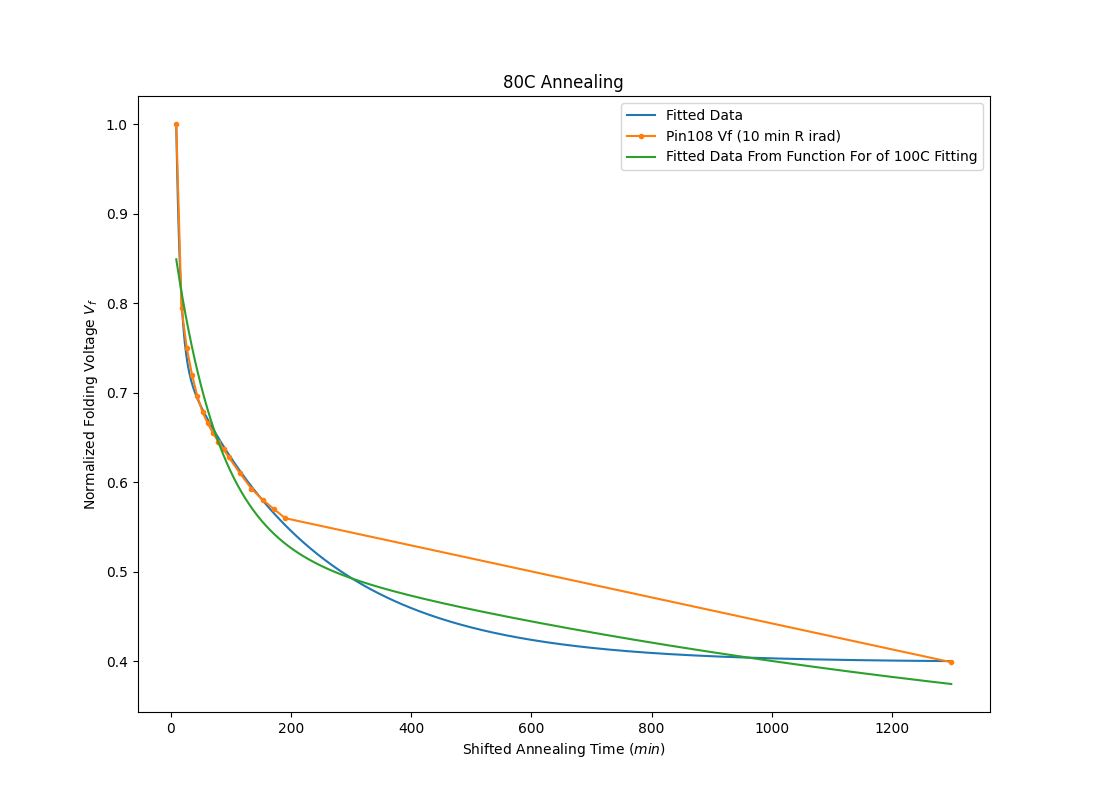 80C Annealing
Fitted Data
Pin108 Vf (10 min R irad)
Fitted Data From Function For of 100C Fitting
Normalized Folding Voltage V_f
1.0
0.9
0.8
0.7
0.6
0.5
0.4
0 200 400 600 800 1000 1200
Shifted Annealing Time (min)